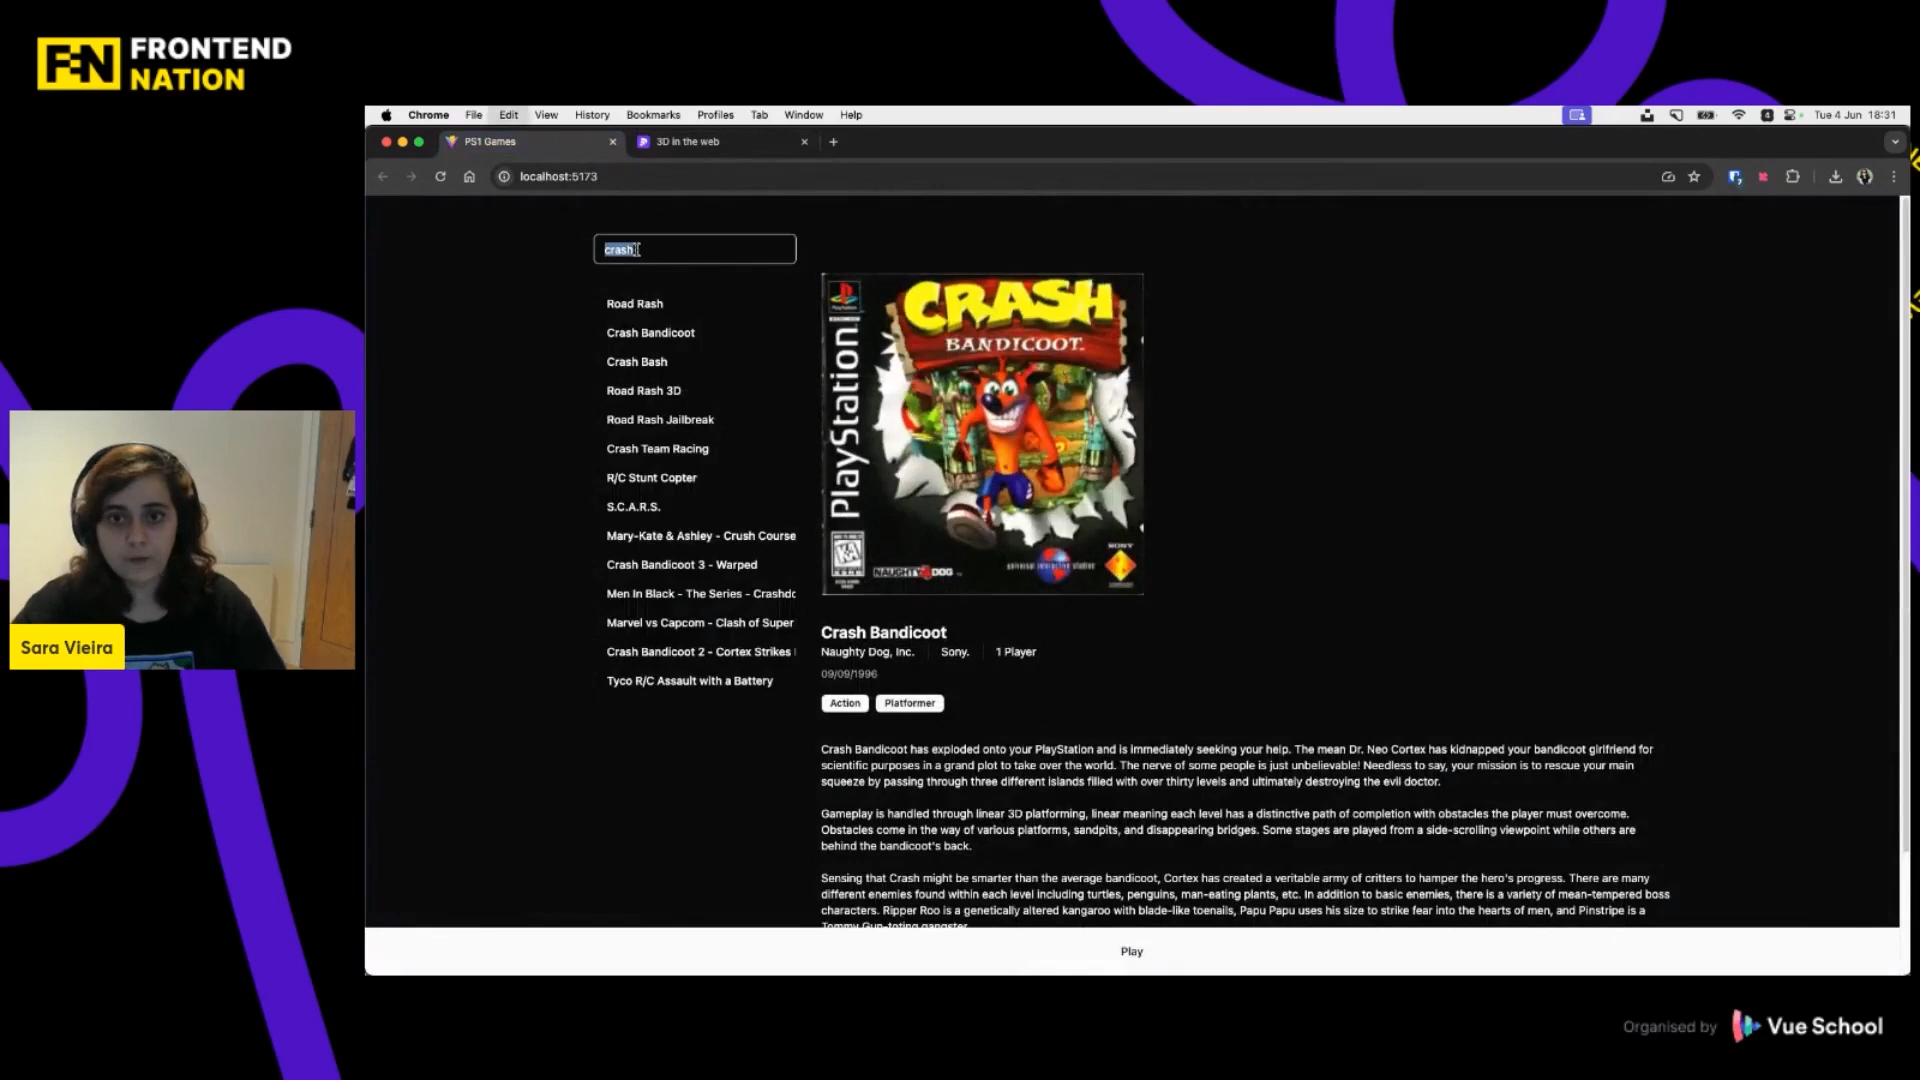 FEN FRONTEND
NATION
Chrome File Edit View History Bookmarks Profiles Tab Window Help Tue 4 Jun 18:31
PS1 Games 3D in the web
localhost:5173
crash
Road Rash
Crash Bandicoot
Crash Bash
Road Rash 3D
Road Rash Jailbreak
Crash Team Racing
R/C Stunt Copter
S.C.A.R.S.
Mary-Kate & Ashley - Crush Course
Crash Bandicoot 3 - Warped
Men In Black - The Series - Crashdo
Marvel vs Capcom - Clash of Super
Crash Bandicoot 2 - Cortex Strikes
Tyco R/C Assault with a Battery
PlayStation
CRASH
BANDICOOT
K-A
NAUGHTY DOG
universal interactive studios
SONY
Crash Bandicoot
Naughty Dog, Inc. Sony. 1 Player
09/09/1996
Action Platformer
Crash Bandicoot has exploded onto your PlayStation and is immediately seeking your help. The mean Dr. Neo Cortex has kidnapped your bandicoot girlfriend for
scientific purposes in a grand plot to take over the world. The nerve of some people is just unbelievable! Needless to say, your mission is to rescue your main
squeeze by passing through three different islands filled with over thirty levels and ultimately destroying the evil doctor.
Gameplay is handled through linear 3D platforming, linear meaning each level has a distinctive path of completion with obstacles the player must overcome.
Obstacles come in the way of various platforms, sandpits, and disappearing bridges. Some stages are played from a side-scrolling viewpoint while others are
behind the bandicoot's back.
Sensing that Crash might be smarter than the average bandicoot, Cortex has created a veritable army of critters to hamper the hero's progress. There are many
different enemies found within each level including turtles, penguins, man-eating plants, etc. In addition to basic enemies, there is a variety of mean-tempered boss
characters. Ripper Roo is a genetically altered kangaroo with blade-like toenails, Papu Papu uses his size to strike fear into the hearts of men, and Pinstripe is a
Tommy Gun-toting gangster.
Play
Sara Vieira
Organised by Vue School